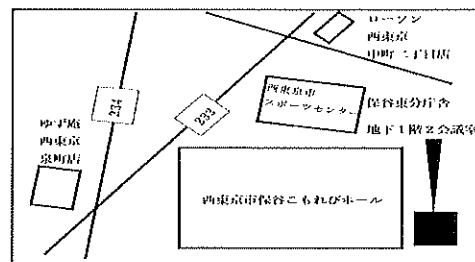 ローソン
西東京
中町二丁目店
西東京市
スポーツセンター
保谷東分庁舎
地下1階2会議室
234
233
ゆず庵
西東京
泉町店
西東京市保谷こもれびホール